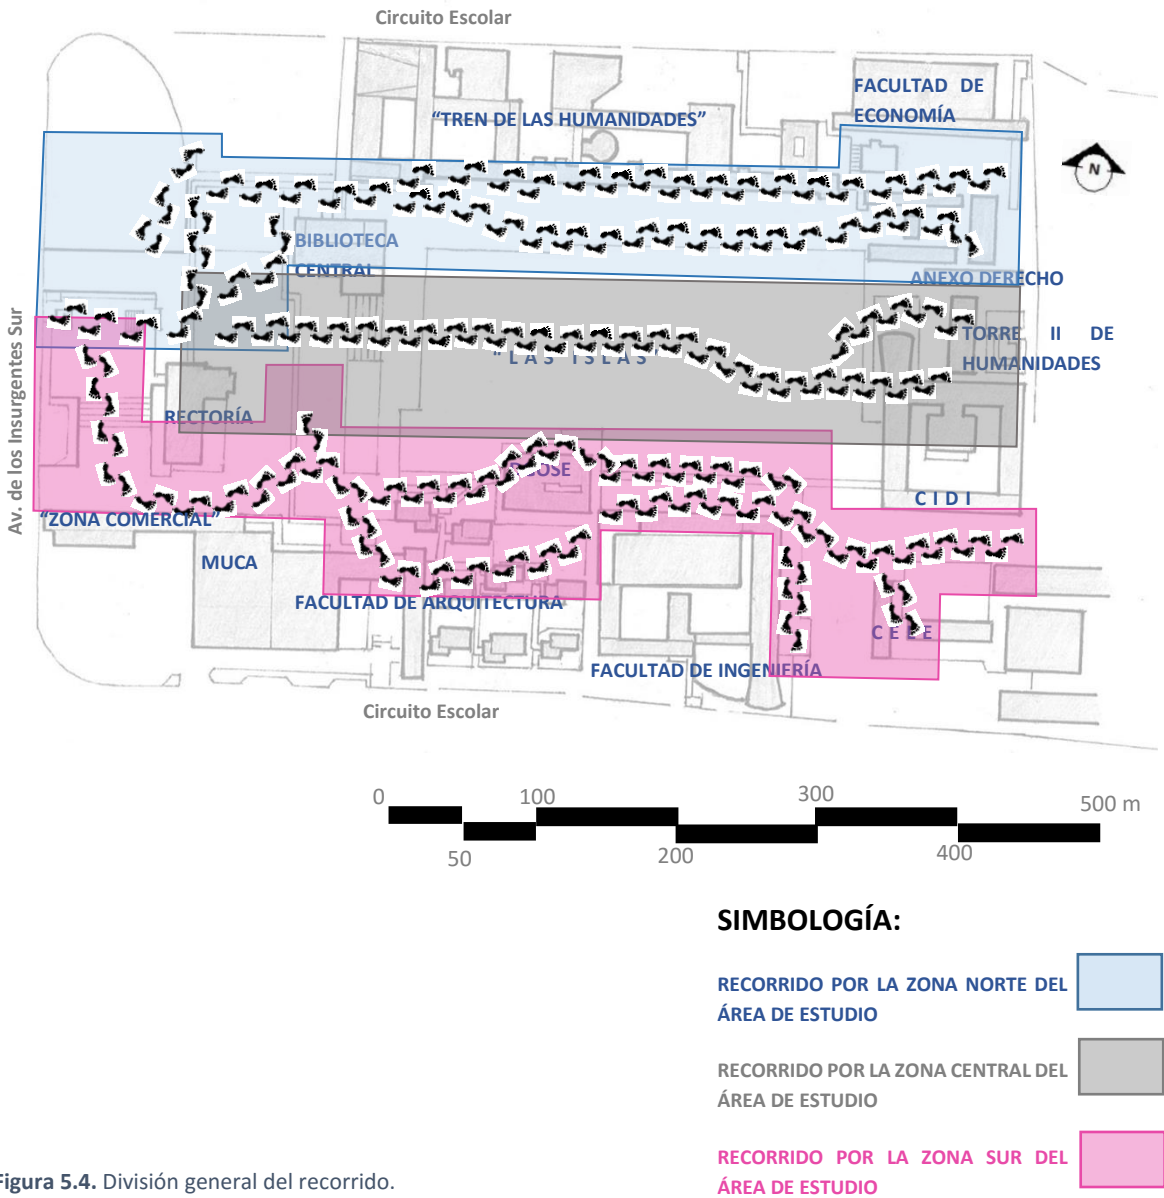 Circuito Escolar
FACULTAD DE
ECONOMÍA
“TREN DE LAS HUMANIDADES”
N
BIBLIOTECA
CENTRAL
ANEXO DERECHO
TORRE II DE
HUMANIDADES
“LAS ISLAS”
Av. de los Insurgentes Sur
RECTORÍA
CIDI
“ZONA COMERCIAL”
MUCA
FACULTAD DE ARQUITECTURA
CELE
FACULTAD DE INGENIERÍA
Circuito Escolar
0 100 300 500 m
50 200 400
SIMBOLOGÍA:
RECORRIDO POR LA ZONA NORTE DEL
ÁREA DE ESTUDIO
RECORRIDO POR LA ZONA CENTRAL DEL
ÁREA DE ESTUDIO
RECORRIDO POR LA ZONA SUR DEL
ÁREA DE ESTUDIO
Figura 5.4. División general del recorrido.